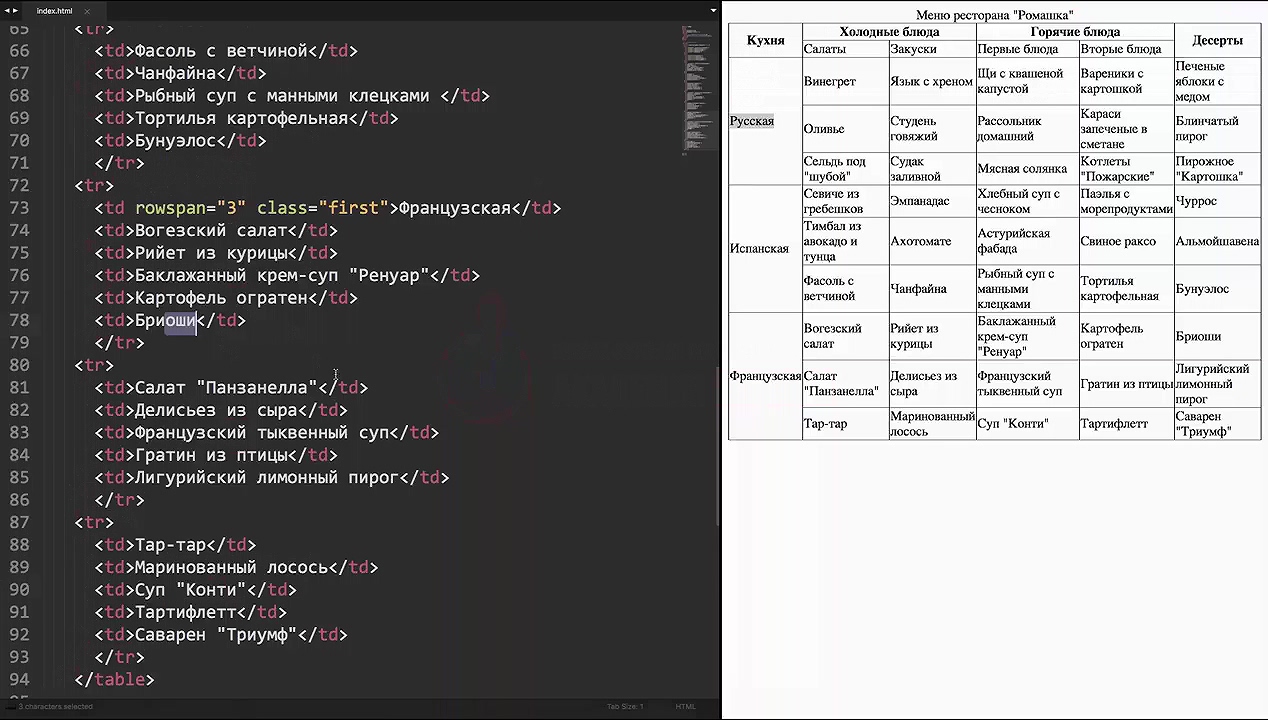 index.html
65 <tr>
66 <td>Фасоль с ветчиной</td>
67 <td>Чанфайна</td>
68 <td>Рыбный суп с манными клецками </td>
69 <td>Тортилья картофельная</td>
70 <td>Бунуэлос</td>
71 </tr>
72 <tr>
73 <td rowspan="3" class="first">Французская</td>
74 <td>Вогезский салат</td>
75 <td>Рийет из курицы</td>
76 <td>Баклажанный крем-суп "Ренуар"</td>
77 <td>Картофель огратен</td>
78 <td>Бриоши</td>
79 </tr>
80 <tr>
81 <td>Салат "Панзанелла"</td>
82 <td>Делисьез из сыра</td>
83 <td>Французский тыквенный суп</td>
84 <td>Гратин из птицы</td>
85 <td>Лигурийский лимонный пирог</td>
86 </tr>
87 <tr>
88 <td>Тар-тар</td>
89 <td>Маринованный лосось</td>
90 <td>Суп "Конти"</td>
91 <td>Тартифлетт</td>
92 <td>Саварен "Триумф"</td>
93 </tr>
94 </table>
3 characters selected
Tab Size: 1
HTML
Меню ресторана "Ромашка"
Кухня
Холодные блюда
Горячие блюда
Десерты
Салаты
Закуски
Первые блюда
Вторые блюда
Русская
Винегрет
Язык с хреном
Щи с квашеной
капустой
Вареники с
картошкой
Печеные
яблоки с
медом
Оливье
Студень
говяжий
Рассольник
домашний
Караси
запеченые в
сметане
Блинчатый
пирог
Сельдь под
"шубой"
Судак
заливной
Мясная солянка
Котлеты
"Пожарские"
Пирожное
"Картошка"
Испанская
Севиче из
гребешков
Эмпанадас
Хлебный суп с
чесноком
Паэлья с
морепродуктами
Чуррос
Тимбал из
авокадо и
тунца
Ахотомате
Астурийская
фабада
Свиное раксо
Альмойшавена
Фасоль с
ветчиной
Чанфайна
Рыбный суп с
манными
клецками
Тортилья
картофельная
Бунуэлос
Французская
Вогезский
салат
Рийет из
курицы
Баклажанный
крем-суп
"Ренуар"
Картофель
огратен
Бриоши
Салат
"Панзанелла"
Делисьез из
сыра
Французский
тыквенный суп
Гратин из птицы
Лигурийский
лимонный
пирог
Тар-тар
Маринованный
лосось
Суп "Конти"
Тартифлетт
Саварен
"Триумф"